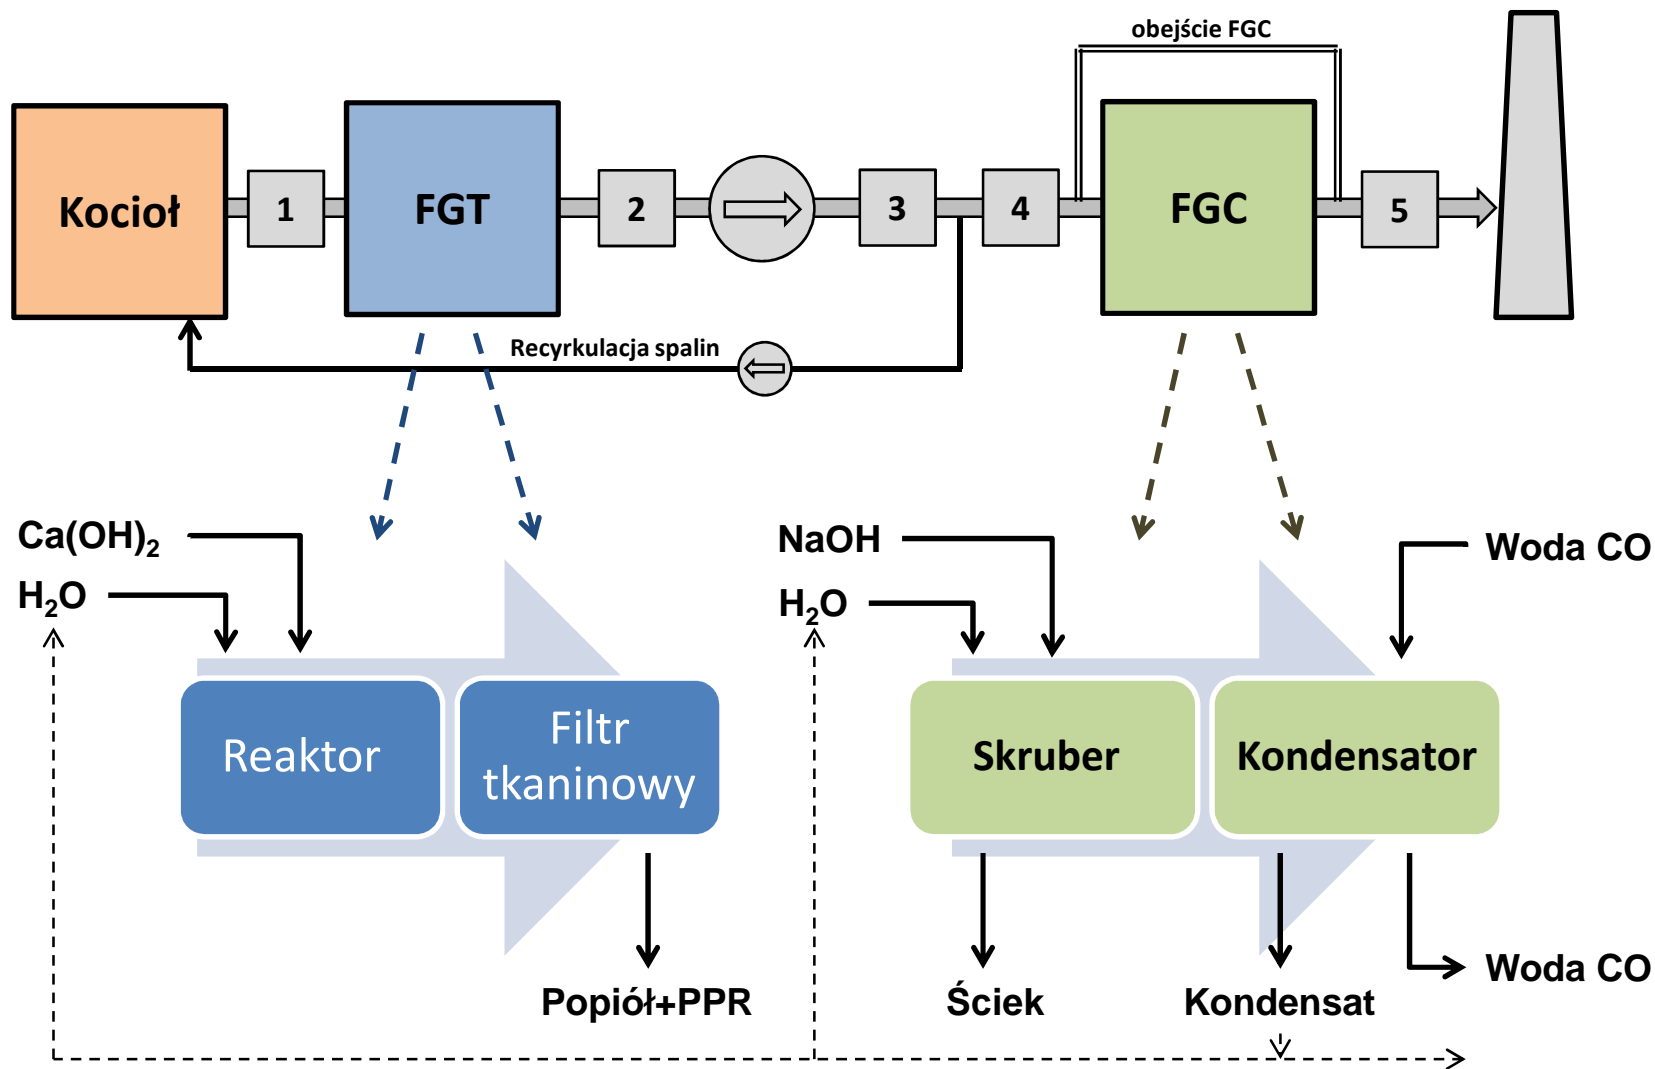 obejście FGC
Kocioł
1
FGT
2
3
4
FGC
5
Recyrkulacja spalin
Ca(OH)₂
H₂O
NaOH
H₂O
Woda CO
Reaktor
Filtr
tkaninowy
Skruber
Kondensator
Popiół+PPR
Ściek
Kondensat
Woda CO